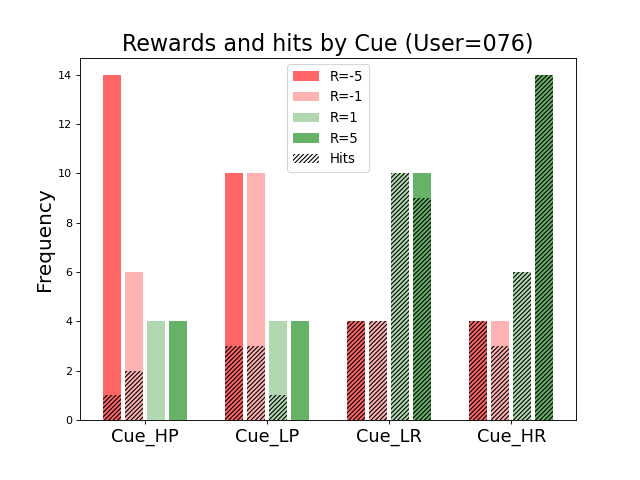 Rewards and hits by Cue (User=076)
R=-5
R=-1
R=1
R=5
Hits
Frequency
14
12
10
8
6
4
2
0
Cue_HP
Cue_LP
Cue_LR
Cue_HR